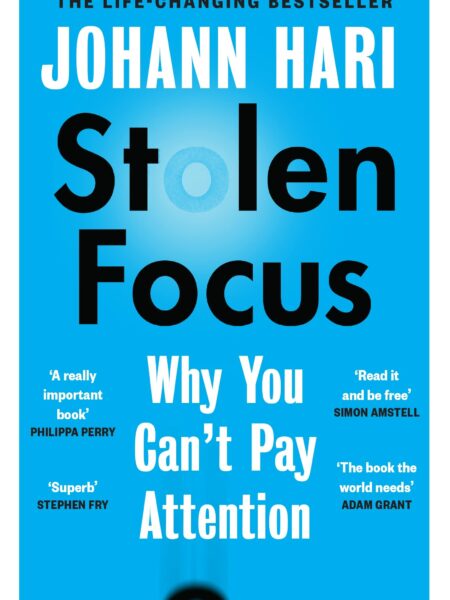 THE LIFE-CHANGING BESTSELLER
JOHANN HARI
Stolen
Focus
Why You
Can't Pay
Attention
'A really
important
book'
PHILIPPA PERRY
'Superb'
STEPHEN FRY
'Read it
and be free'
SIMON AMSTELL
'The book the
world needs'
ADAM GRANT